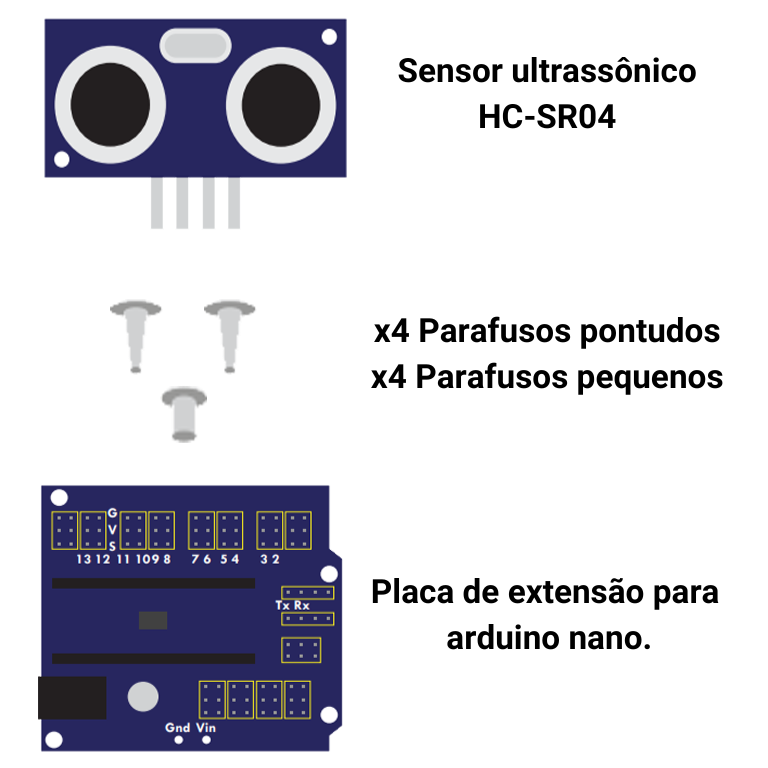 Sensor ultrassônico
HC-SR04
x4 Parafusos pontudos
x4 Parafusos pequenos
G
V
S
13 12 11 10 9 8 7 6 5 4 3 2
Tx Rx
Placa de extensão para
arduino nano.
Gnd Vin